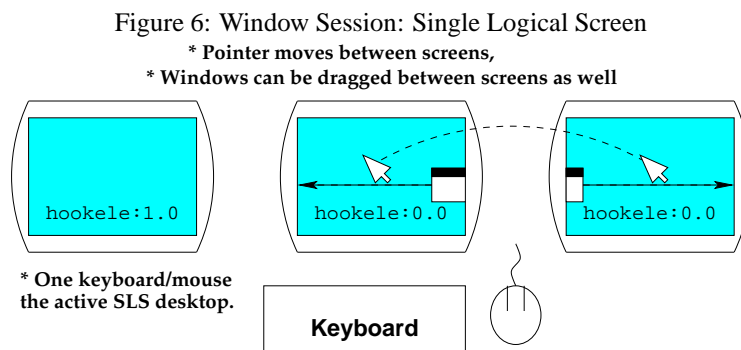 Figure 6: Window Session: Single Logical Screen
* Pointer moves between screens,
* Windows can be dragged between screens as well
hookele:1.0
hookele:0.0
hookele:0.0
* One keyboard/mouse
the active SLS desktop.
Keyboard